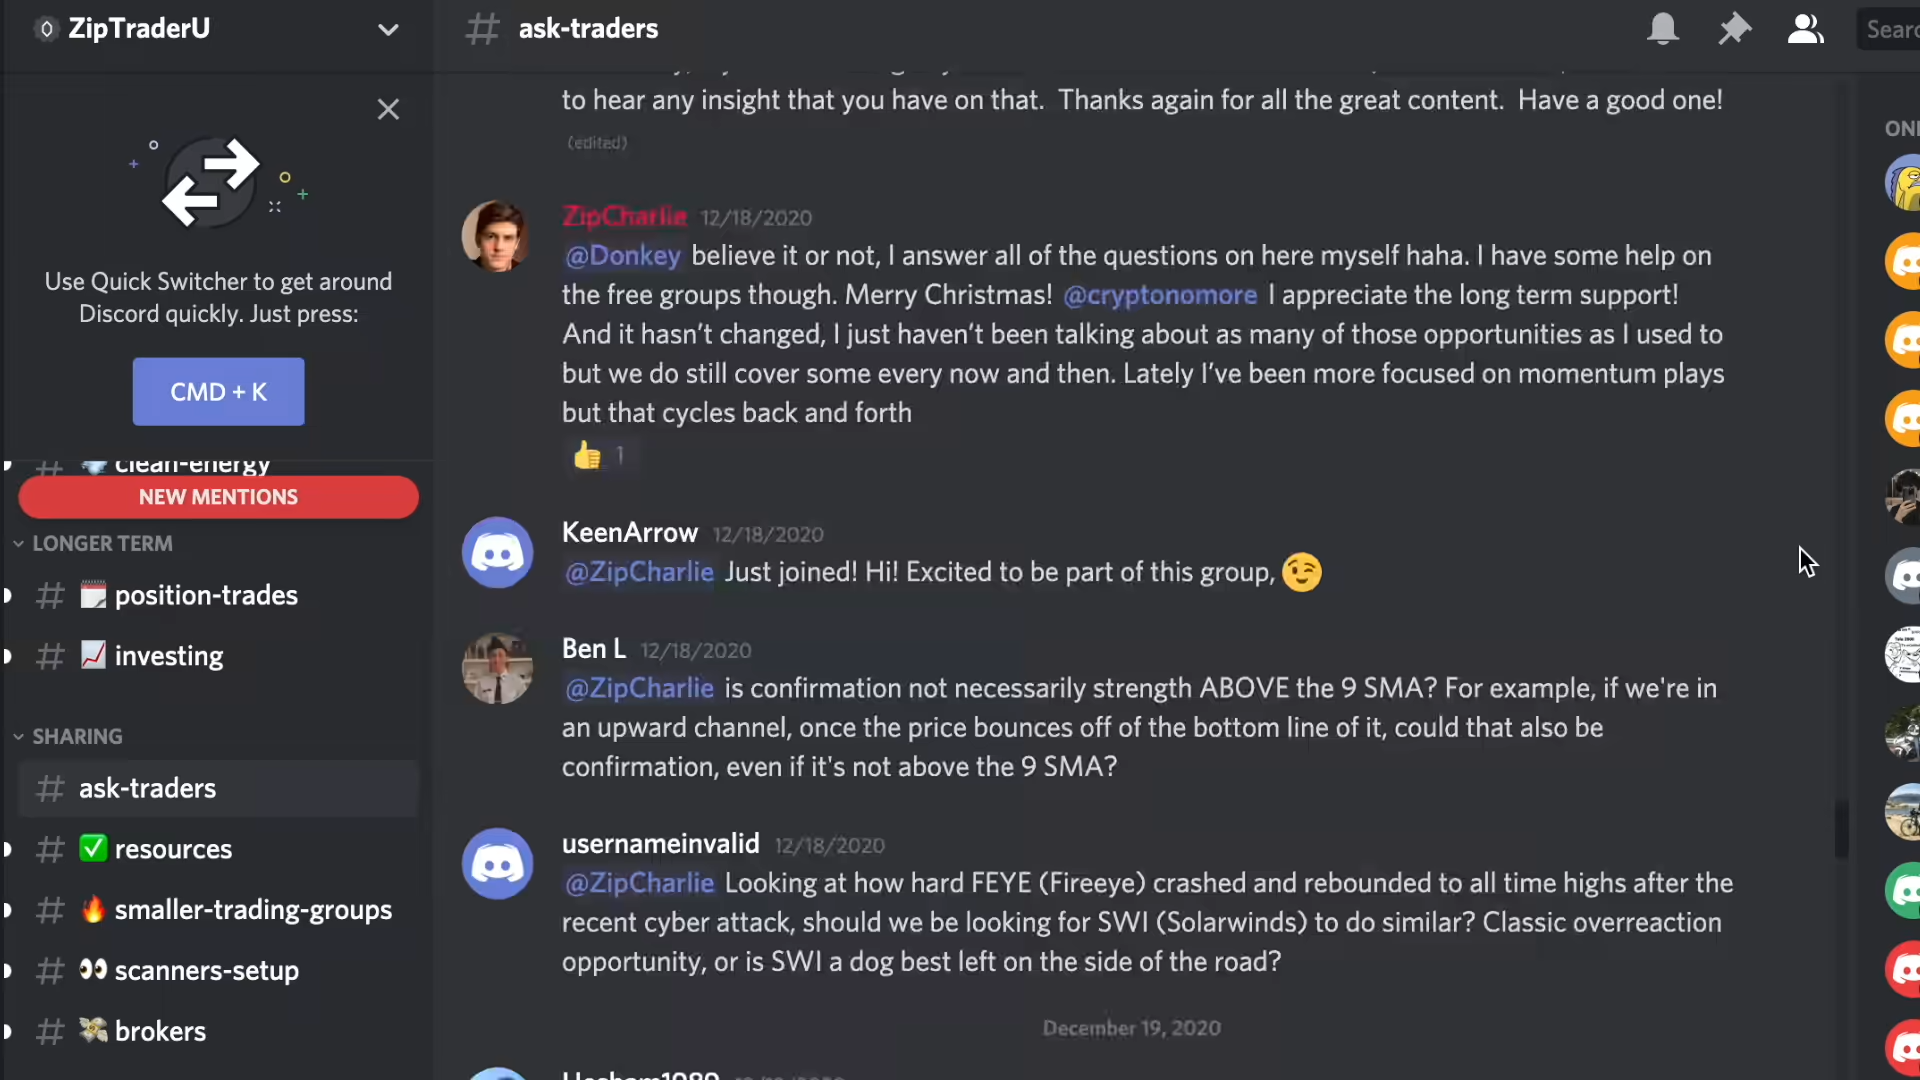 ZipTraderU
ask-traders
Searc
to hear any insight that you have on that. Thanks again for all the great content. Have a good one!
(edited)
ONL
Use Quick Switcher to get around
Discord quickly. Just press:
CMD + K
clean-energy
NEW MENTIONS
LONGER TERM
# position-trades
# investing
SHARING
# ask-traders
# resources
# smaller-trading-groups
# scanners-setup
# brokers
ZipCharlie 12/18/2020
@Donkey believe it or not, I answer all of the questions on here myself haha. I have some help on
the free groups though. Merry Christmas! @cryptonomore I appreciate the long term support!
And it hasn't changed, I just haven't been talking about as many of those opportunities as I used to
but we do still cover some every now and then. Lately I've been more focused on momentum plays
but that cycles back and forth
1
KeenArrow 12/18/2020
@ZipCharlie Just joined! Hi! Excited to be part of this group,
Ben L 12/18/2020
@ZipCharlie is confirmation not necessarily strength ABOVE the 9 SMA? For example, if we're in
an upward channel, once the price bounces off of the bottom line of it, could that also be
confirmation, even if it's not above the 9 SMA?
usernameinvalid 12/18/2020
@ZipCharlie Looking at how hard FEYE (Fireeye) crashed and rebounded to all time highs after the
recent cyber attack, should we be looking for SWI (Solarwinds) to do similar? Classic overreaction
opportunity, or is SWI a dog best left on the side of the road?
December 19, 2020